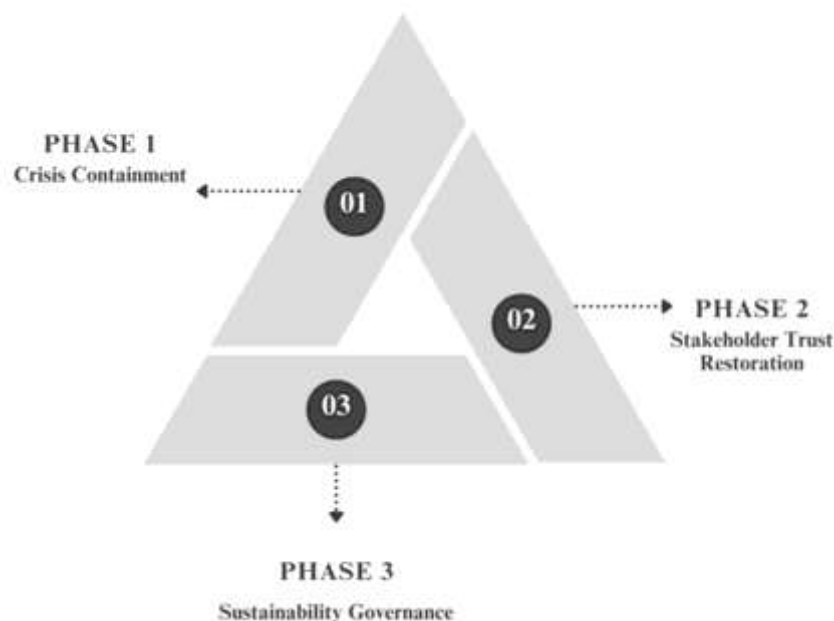 PHASE 1
Crisis Containment
01
02
PHASE 2
Stakeholder Trust
Restoration
03
PHASE 3
Sustainability Governance